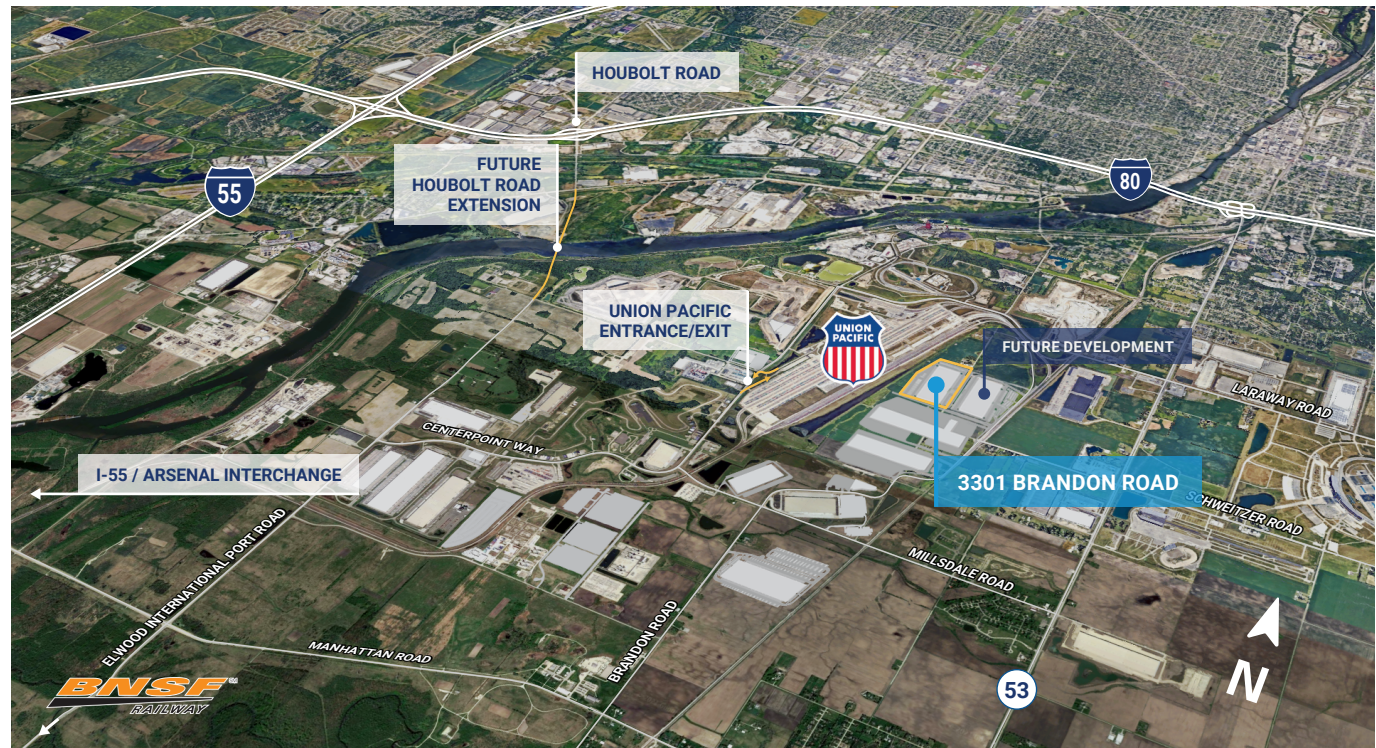 HOUBOLT ROAD
FUTURE
HOUBOLT ROAD
EXTENSION
55
80
UNION PACIFIC
ENTRANCE/EXIT
UNION
PACIFIC
FUTURE DEVELOPMENT
LARAWAY ROAD
CENTERPOINT WAY
I-55 / ARSENAL INTERCHANGE
3301 BRANDON ROAD
SCHWEITZER ROAD
ELWOOD INTERNATIONAL PORT ROAD
MILLSDALE ROAD
BRANDON ROAD
MANHATTAN ROAD
BNSF
RAILWAY
53
N